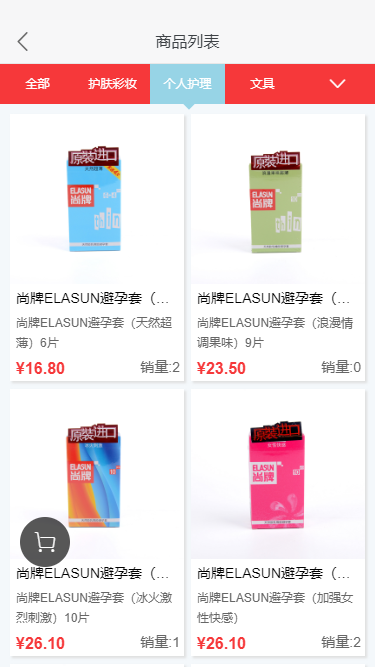 商品列表
全部
护肤彩妆
个人护理
文具
原装进口
ELASUN
尚牌
原装进口
ELASUN
尚牌
尚牌ELASUN避孕套（...
尚牌ELASUN避孕套（...
尚牌ELASUN避孕套（天然超
薄）6片
尚牌ELASUN避孕套（浪漫情
调果味）9片
¥16.80
销量:2
¥23.50
销量:0
原装进口
ELASUN
尚牌
原装进口
ELASUN
尚牌
尚牌ELASUN避孕套（...
尚牌ELASUN避孕套（...
尚牌ELASUN避孕套（冰火激
烈刺激）10片
尚牌ELASUN避孕套（加强女
性快感）
¥26.10
销量:1
¥26.10
销量:2